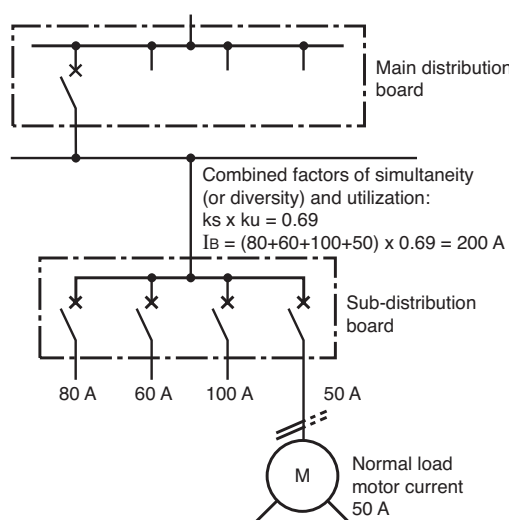 Main distribution
board
Combined factors of simultaneity
(or diversity) and utilization:
ks x ku = 0.69
IB = (80+60+100+50) x 0.69 = 200 A
Sub-distribution
board
80 A 60 A 100 A 50 A
M
Normal load
motor current
50 A